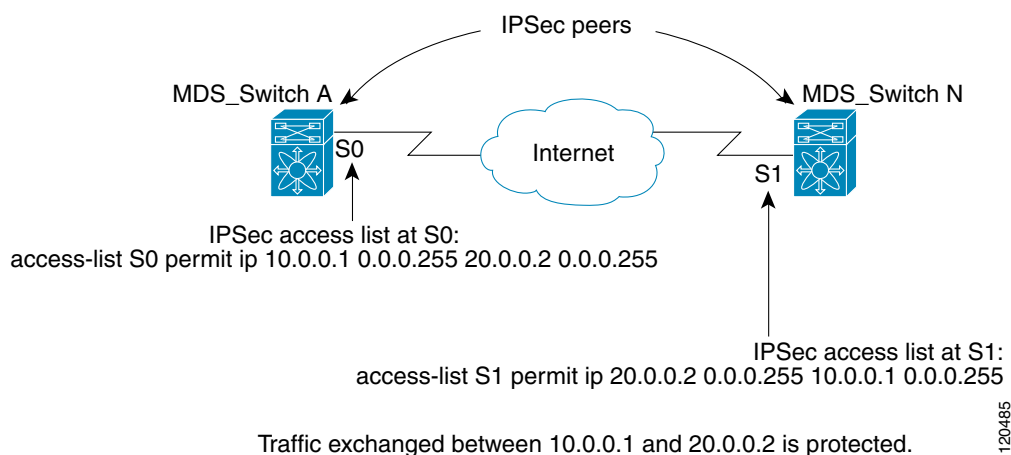 IPSec peers
MDS_Switch A
MDS_Switch N
S0
Internet
S1
IPSec access list at S0:
access-list S0 permit ip 10.0.0.1 0.0.0.255 20.0.0.2 0.0.0.255
IPSec access list at S1:
access-list S1 permit ip 20.0.0.2 0.0.0.255 10.0.0.1 0.0.0.255
Traffic exchanged between 10.0.0.1 and 20.0.0.2 is protected.
120485